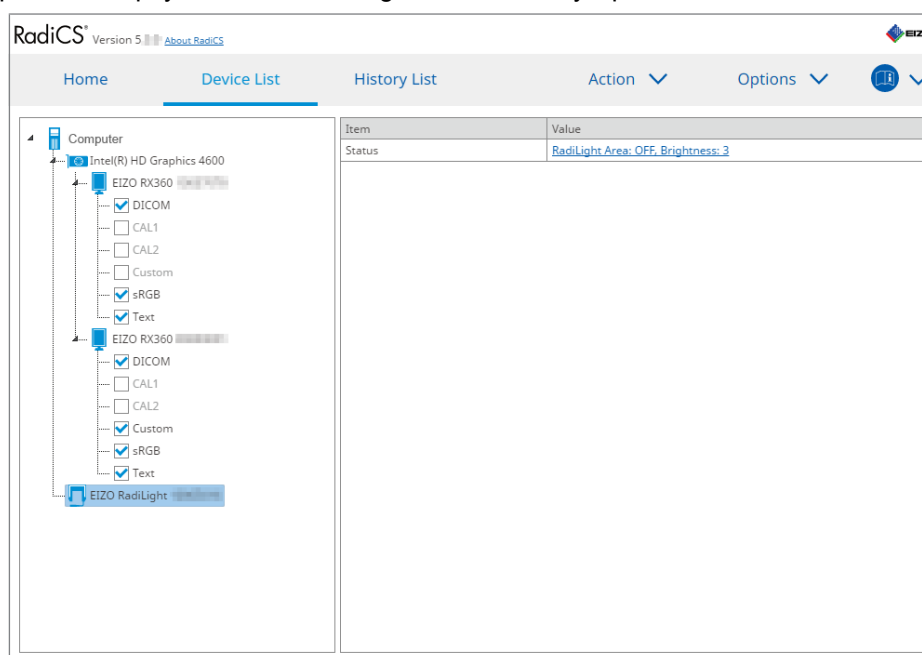 RadiCS® Version 5. About RadiCS EIZ
Home Device List History List Action Options
Computer
Intel(R) HD Graphics 4600
EIZO RX360
DICOM
CAL1
CAL2
Custom
sRGB
Text
EIZO RX360
DICOM
CAL1
CAL2
Custom
sRGB
Text
EIZO RadiLight
Item Value
Status RadiLight Area: OFF, Brightness: 3